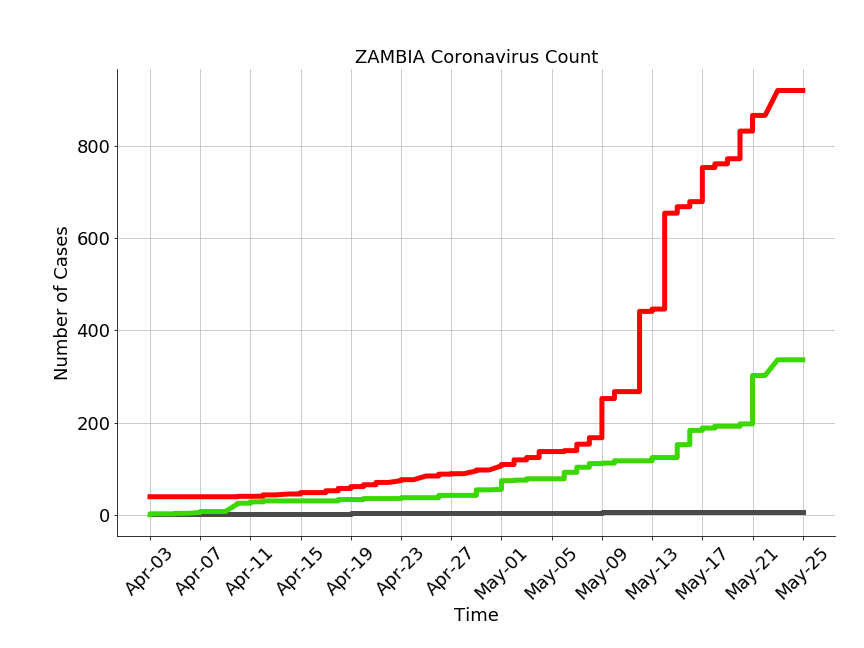 ZAMBIA Coronavirus Count
Number of Cases
800
600
400
200
0
Apr-03
Apr-07
Apr-11
Apr-15
Apr-19
Apr-23
Apr-27
May-01
May-05
May-09
May-13
May-17
May-21
May-25
Time